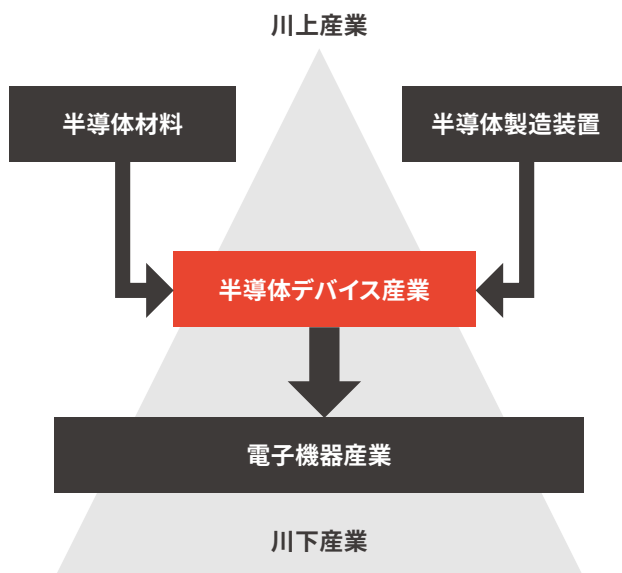 川上産業
半導体材料
半導体製造装置
半導体デバイス産業
電子機器産業
川下産業